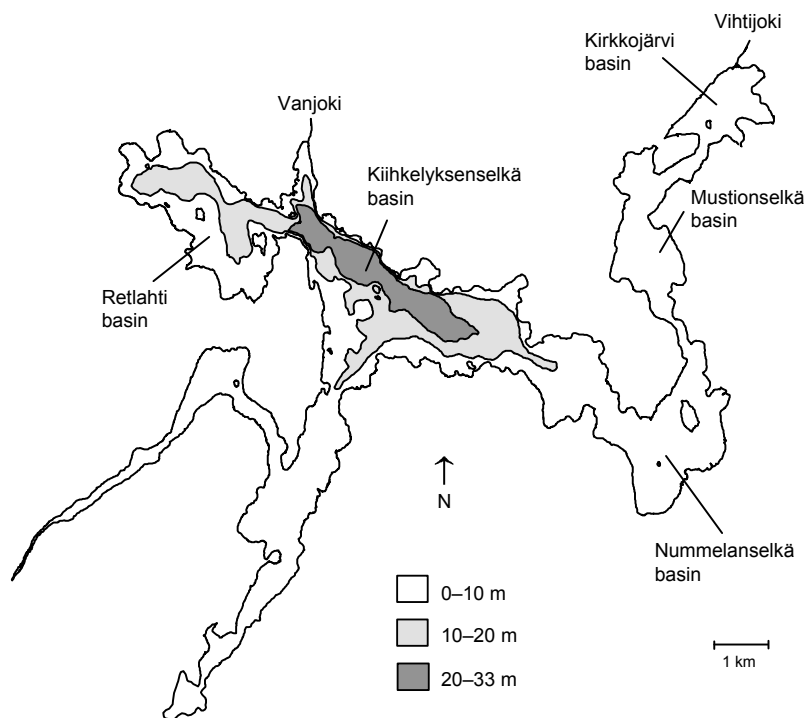 Vihtijoki
Kirkkojärvi
basin
Vanjoki
Kiihkelyksenselkä
basin
Mustionselkä
basin
Retlahti
basin
N
Nummelanselkä
basin
0–10 m
10–20 m
20–33 m
1 km